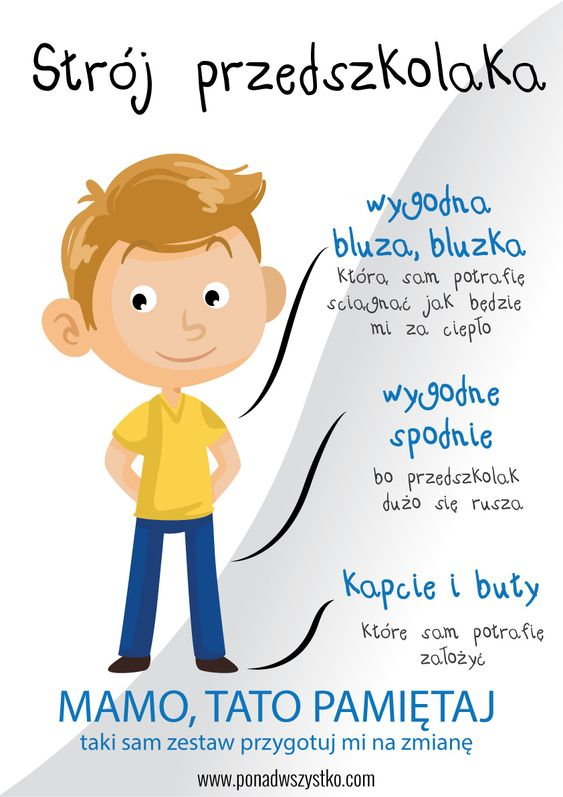 Strój przedszkolaka
wygodna
bluza, bluzka
którą sam potrafię
sciągnąć jak będzie
mi za ciepło
wygodne
spodnie
bo przedszkolak
dużo się rusza
kapcie i buty
które sam potrafię
założyć
MAMO, TATO PAMIĘTAJ
taki sam zestaw przygotuj mi na zmianę
www.ponadwszystko.com